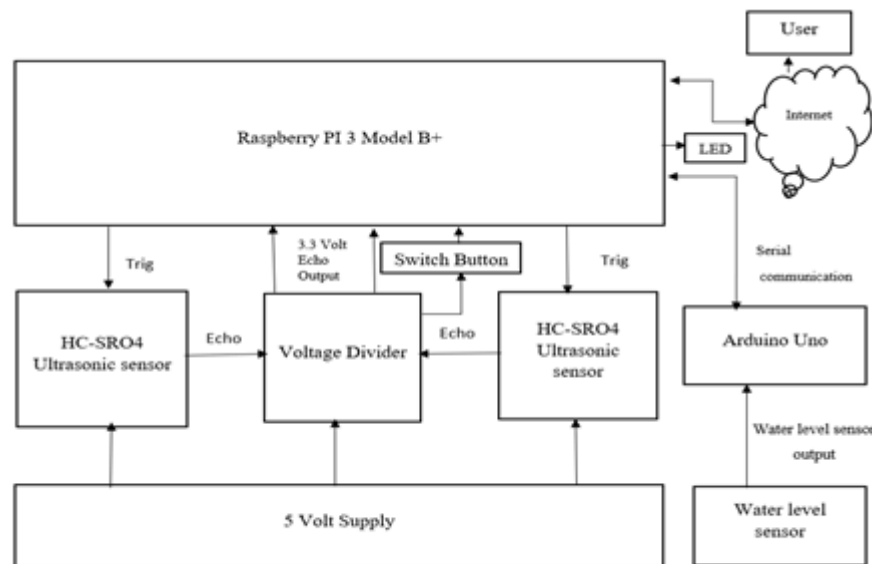 User
Internet
Raspberry PI 3 Model B+
LED
Trig
3.3 Volt
Echo
Output
Switch Button
Trig
Serial
communication
HC-SRO4
Ultrasonic sensor
Echo
Voltage Divider
Echo
HC-SRO4
Ultrasonic
sensor
Arduino Uno
Water level sensor
output
5 Volt Supply
Water level
sensor